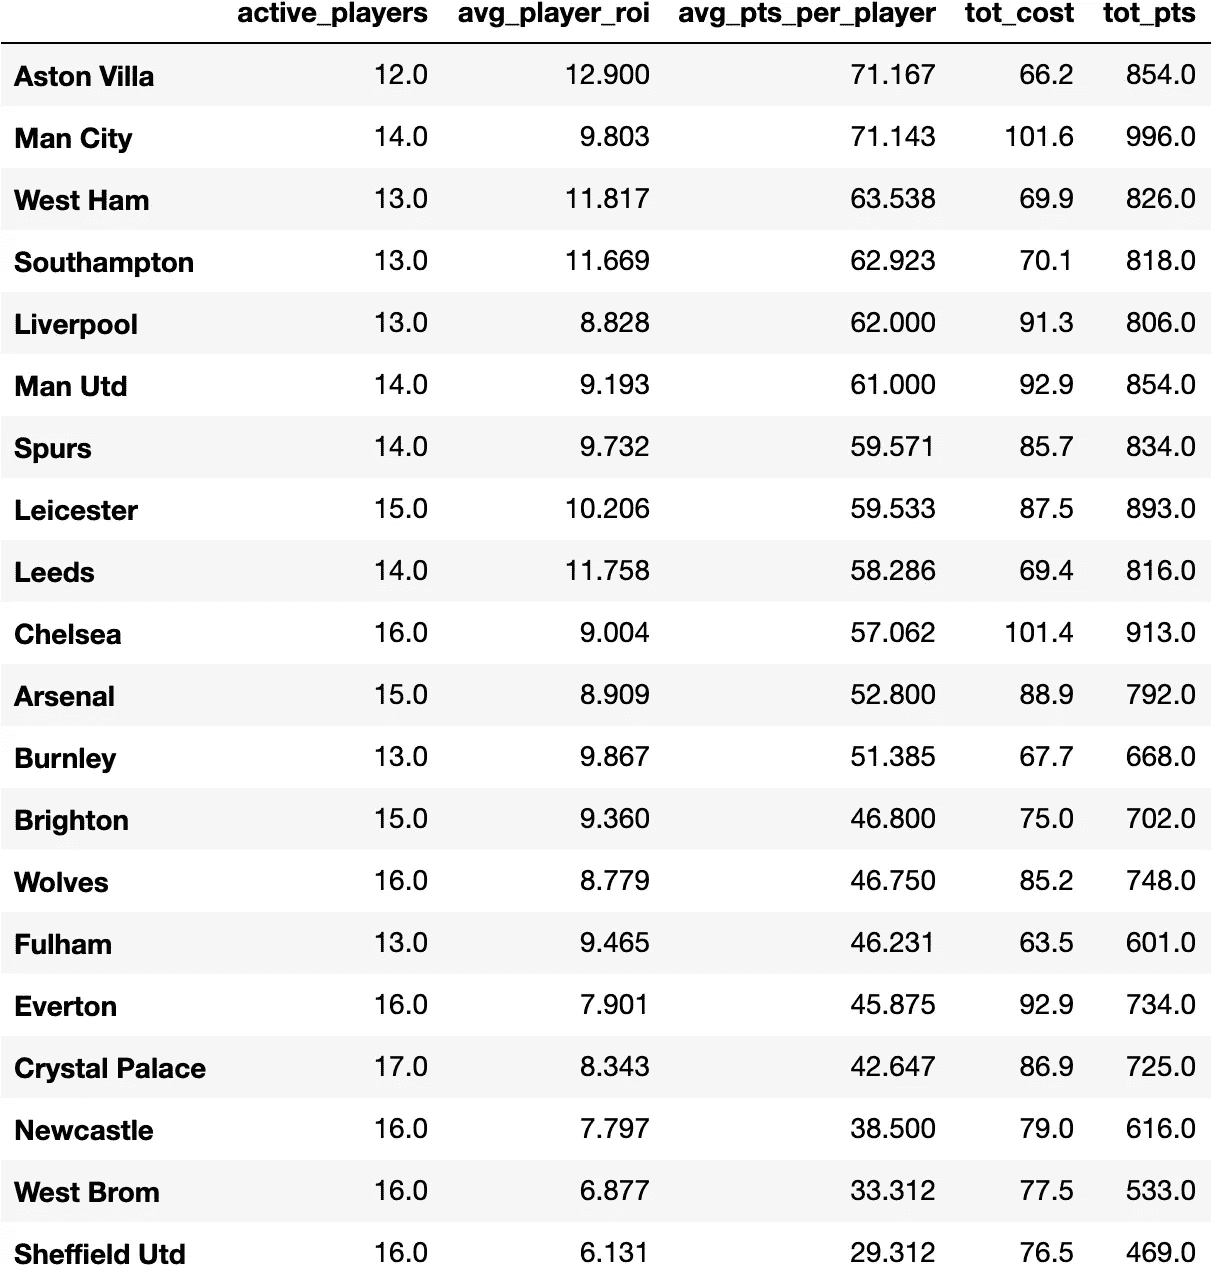 active_players avg_player_roi avg_pts_per_player tot_cost tot_pts
Aston Villa 12.0 12.900 71.167 66.2 854.0
Man City 14.0 9.803 71.143 101.6 996.0
West Ham 13.0 11.817 63.538 69.9 826.0
Southampton 13.0 11.669 62.923 70.1 818.0
Liverpool 13.0 8.828 62.000 91.3 806.0
Man Utd 14.0 9.193 61.000 92.9 854.0
Spurs 14.0 9.732 59.571 85.7 834.0
Leicester 15.0 10.206 59.533 87.5 893.0
Leeds 14.0 11.758 58.286 69.4 816.0
Chelsea 16.0 9.004 57.062 101.4 913.0
Arsenal 15.0 8.909 52.800 88.9 792.0
Burnley 13.0 9.867 51.385 67.7 668.0
Brighton 15.0 9.360 46.800 75.0 702.0
Wolves 16.0 8.779 46.750 85.2 748.0
Fulham 13.0 9.465 46.231 63.5 601.0
Everton 16.0 7.901 45.875 92.9 734.0
Crystal Palace 17.0 8.343 42.647 86.9 725.0
Newcastle 16.0 7.797 38.500 79.0 616.0
West Brom 16.0 6.877 33.312 77.5 533.0
Sheffield Utd 16.0 6.131 29.312 76.5 469.0